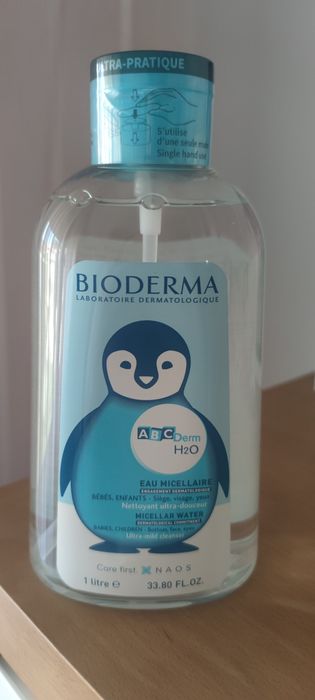 TRA-PRATIQUE
S'utilise
d'une seule
Single hand use
BIODERMA
LABORATOIRE DERMATOLOGIQUE
ABCDerm
H2O
EAU MICELLAIRE
ENGAGEMENT DERMATOLOGIQUE
BÉBÉS, ENFANTS - Siège, visage, yeux
Nettoyant ultra-douceur
MICELLAR WATER
DERMATOLOGICAL COMMITMENT
BABIES, CHILDREN - Bottom, face, eyes
Ultra-mild cleanser
Care first. NAOS
1 litre e 33.80 FL.OZ.